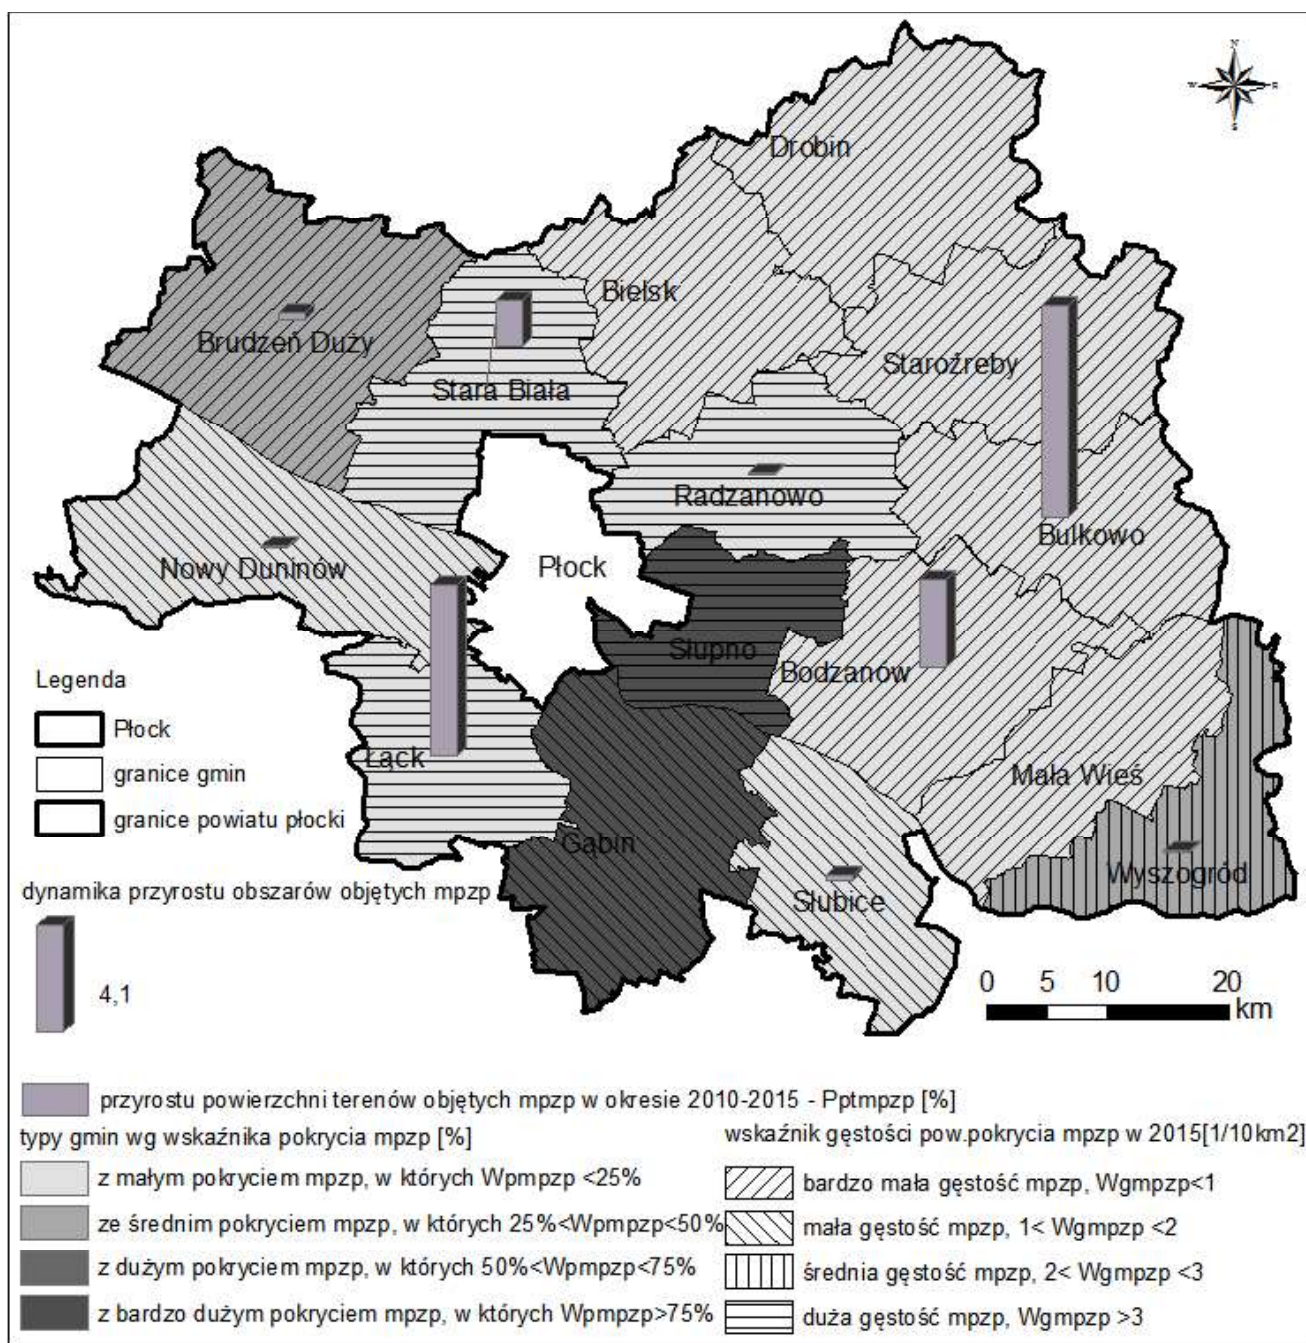 N
W
E
S
Drobin
Bielsk
Brudzeń Duży
Staroźreby
Stara Biała
Radzanowo
Bulkowo
Płock
Nowy Duninów
Słupno
Bodzanów
Legenda
Płock
granice gmin
granice powiatu płocki
Łąck
Mała Wieś
Gąbin
Wyszogród
Słubice
dynamika przyrostu obszarów objętych mpzp
4,1
0 5 10 20
km
przyrostu powierzchni terenów objętych mpzp w okresie 2010-2015 - Pptmpzp [%]
typy gmin wg wskaźnika pokrycia mpzp [%]
z małym pokryciem mpzp, w których Wpmpzp <25%
ze średnim pokryciem mpzp, w których 25%<Wpmpzp<50%
z dużym pokryciem mpzp, w których 50%<Wpmpzp<75%
z bardzo dużym pokryciem mpzp, w których Wpmpzp>75%
wskaźnik gęstości pow.pokrycia mpzp w 2015[1/10km2]
bardzo mała gęstość mpzp, Wgmpzp<1
mała gęstość mpzp, 1< Wgmpzp <2
średnia gęstość mpzp, 2< Wgmpzp <3
duża gęstość mpzp, Wgmpzp >3